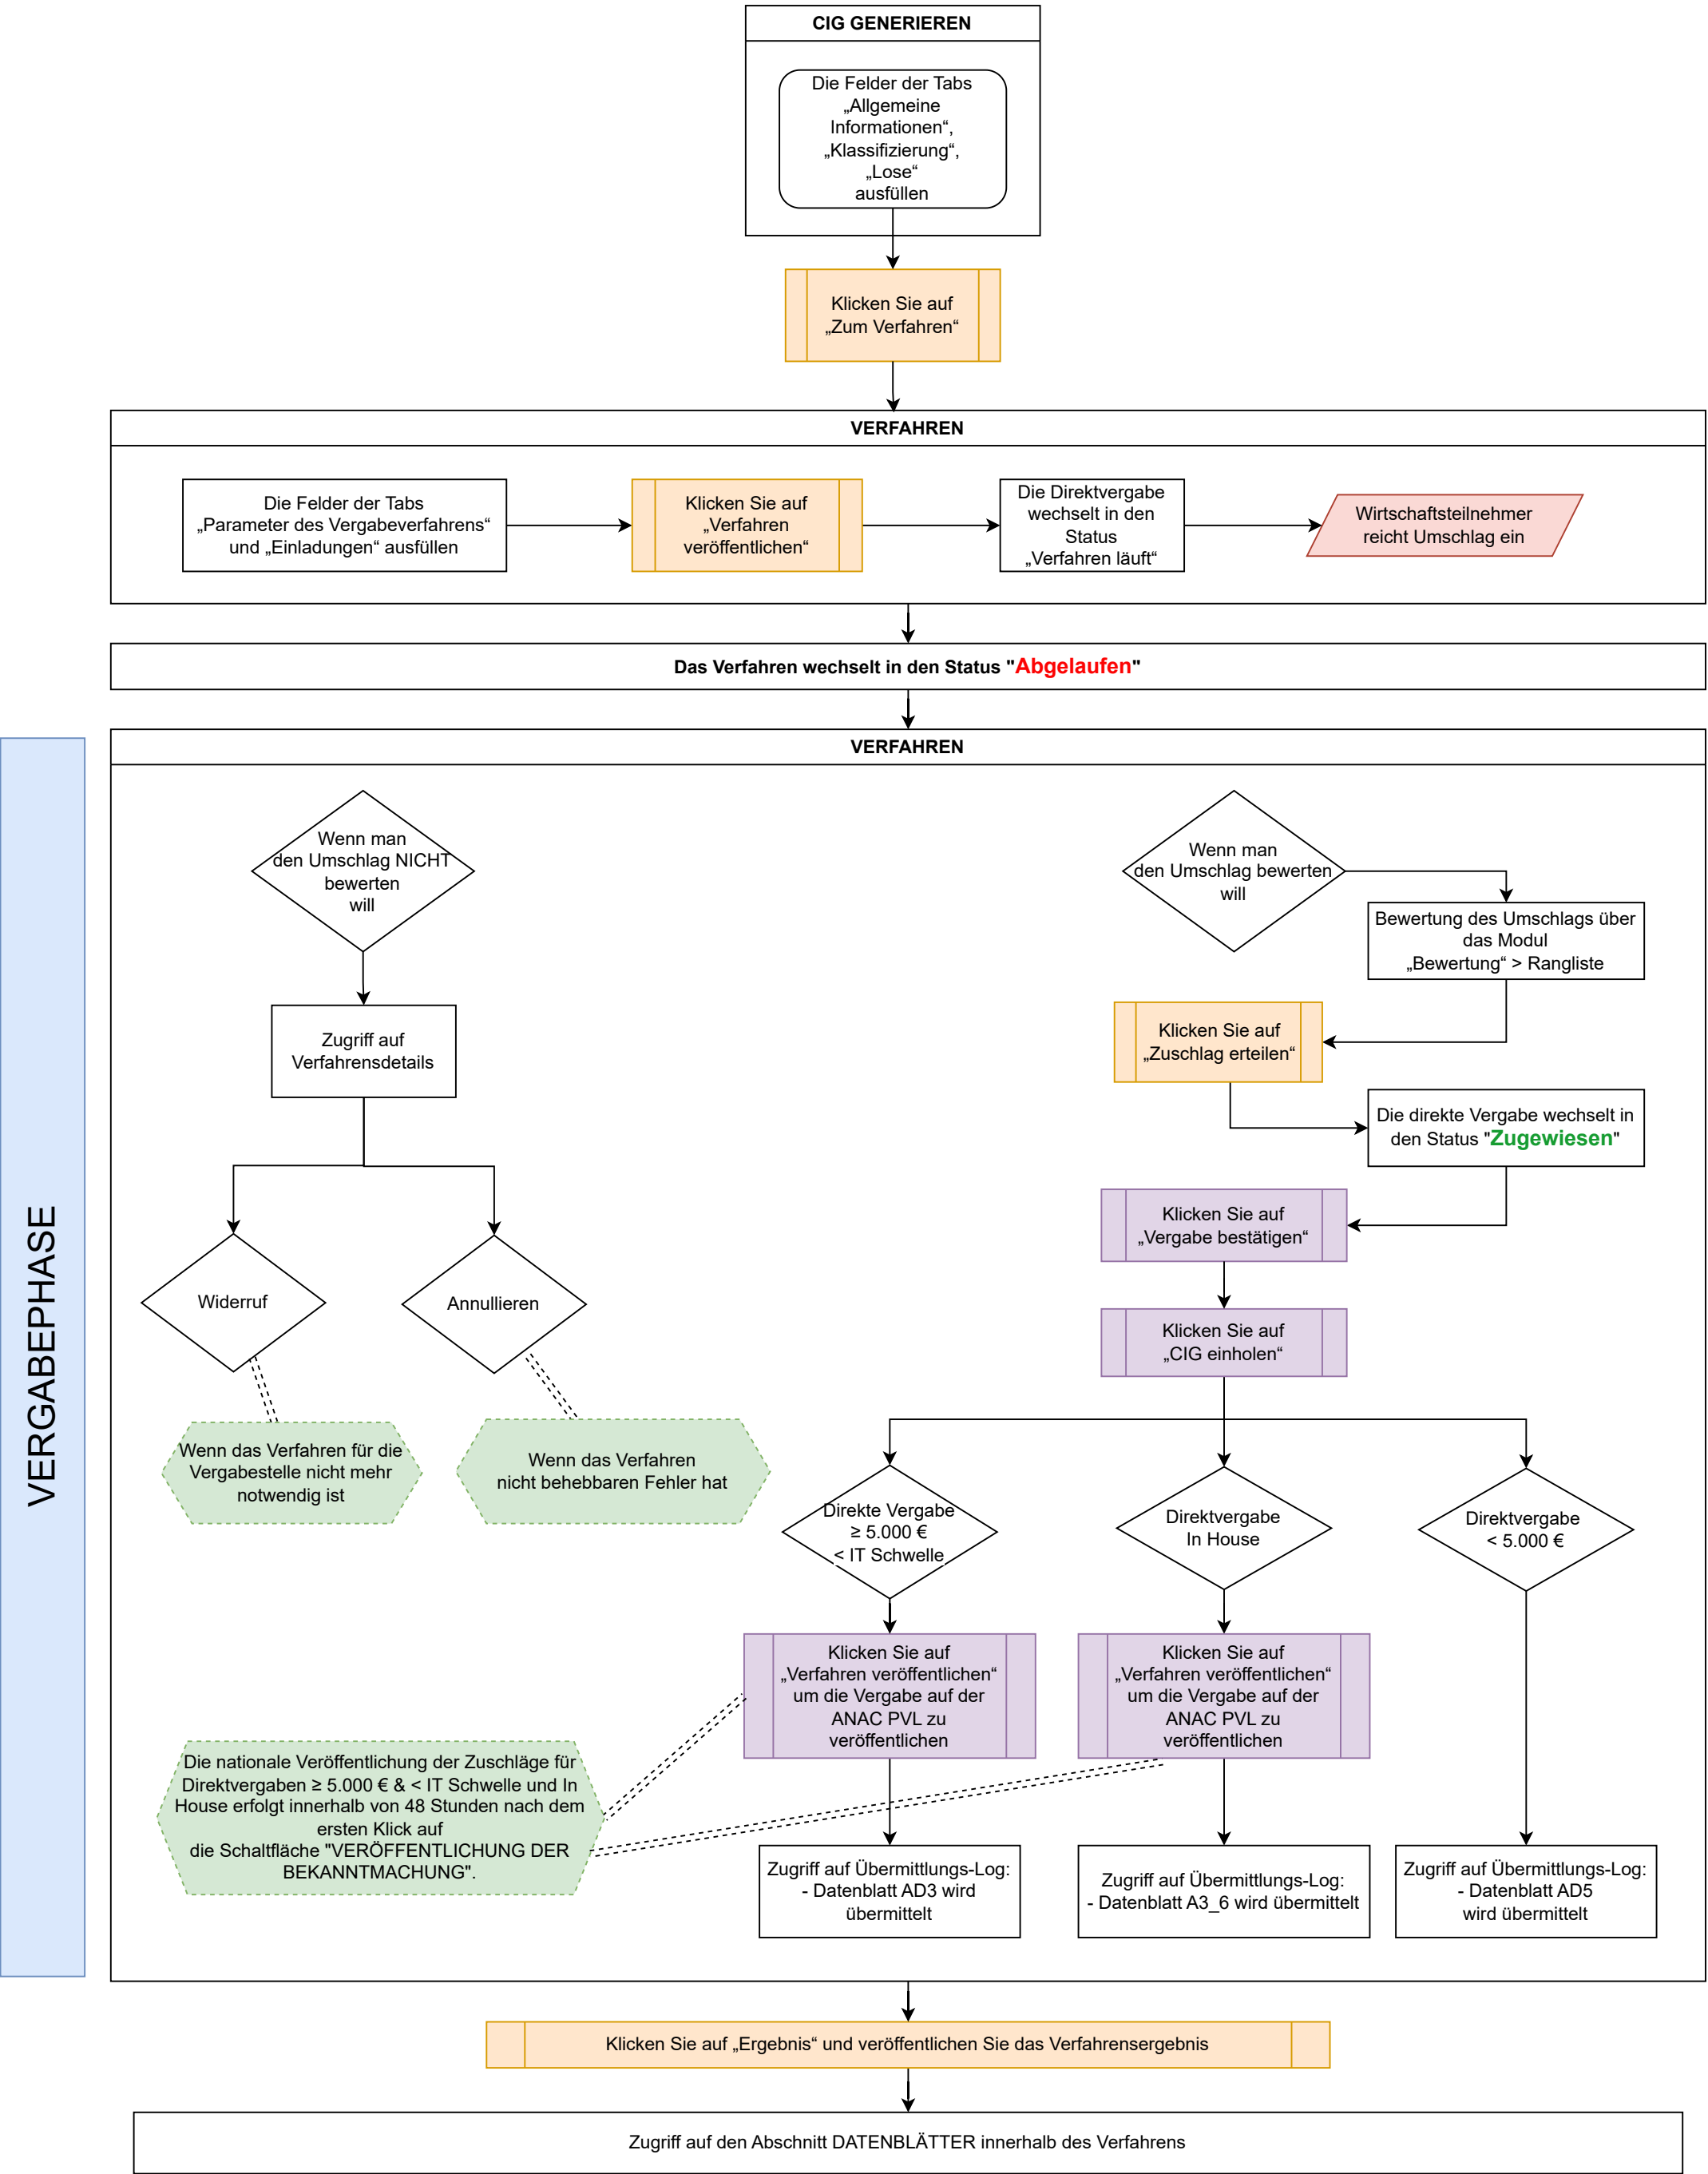 CIG GENERIEREN
Die Felder der Tabs
„Allgemeine
Informationen“,
„Klassifizierung“,
„Lose“
ausfüllen
Klicken Sie auf
„Zum Verfahren“
VERFAHREN
Die Felder der Tabs
„Parameter des Vergabeverfahrens“
und „Einladungen“ ausfüllen
Klicken Sie auf
„Verfahren
veröffentlichen“
Die Direktvergabe
wechselt in den
Status
„Verfahren läuft“
Wirtschaftsteilnehmer
reicht Umschlag ein
Das Verfahren wechselt in den Status "Abgelaufen"
VERGABEPHASE
VERFAHREN
Wenn man
den Umschlag NICHT
bewerten
will
Zugriff auf
Verfahrensdetails
Widerruf
Annullieren
Wenn das Verfahren für die
Vergabestelle nicht mehr
notwendig ist
Wenn das Verfahren
nicht behebbaren Fehler hat
Wenn man
den Umschlag bewerten
will
Bewertung des Umschlags über
das Modul
„Bewertung“ > Rangliste
Klicken Sie auf
„Zuschlag erteilen“
Die direkte Vergabe wechselt in
den Status "Zugewiesen"
Klicken Sie auf
„Vergabe bestätigen“
Klicken Sie auf
„CIG einholen“
Direkte Vergabe
≥ 5.000 €
< IT Schwelle
Direktvergabe
In House
Direktvergabe
< 5.000 €
Klicken Sie auf
„Verfahren veröffentlichen“
um die Vergabe auf der
ANAC PVL zu
veröffentlichen
Klicken Sie auf
„Verfahren veröffentlichen“
um die Vergabe auf der
ANAC PVL zu
veröffentlichen
Die nationale Veröffentlichung der Zuschläge für
Direktvergaben ≥ 5.000 € & < IT Schwelle und In
House erfolgt innerhalb von 48 Stunden nach dem
ersten Klick auf
die Schaltfläche "VERÖFFENTLICHUNG DER
BEKANNTMACHUNG".
Zugriff auf Übermittlungs-Log:
- Datenblatt AD3 wird
übermittelt
Zugriff auf Übermittlungs-Log:
- Datenblatt A3_6 wird übermittelt
Zugriff auf Übermittlungs-Log:
- Datenblatt AD5
wird übermittelt
Klicken Sie auf „Ergebnis“ und veröffentlichen Sie das Verfahrensergebnis
Zugriff auf den Abschnitt DATENBLÄTTER innerhalb des Verfahrens